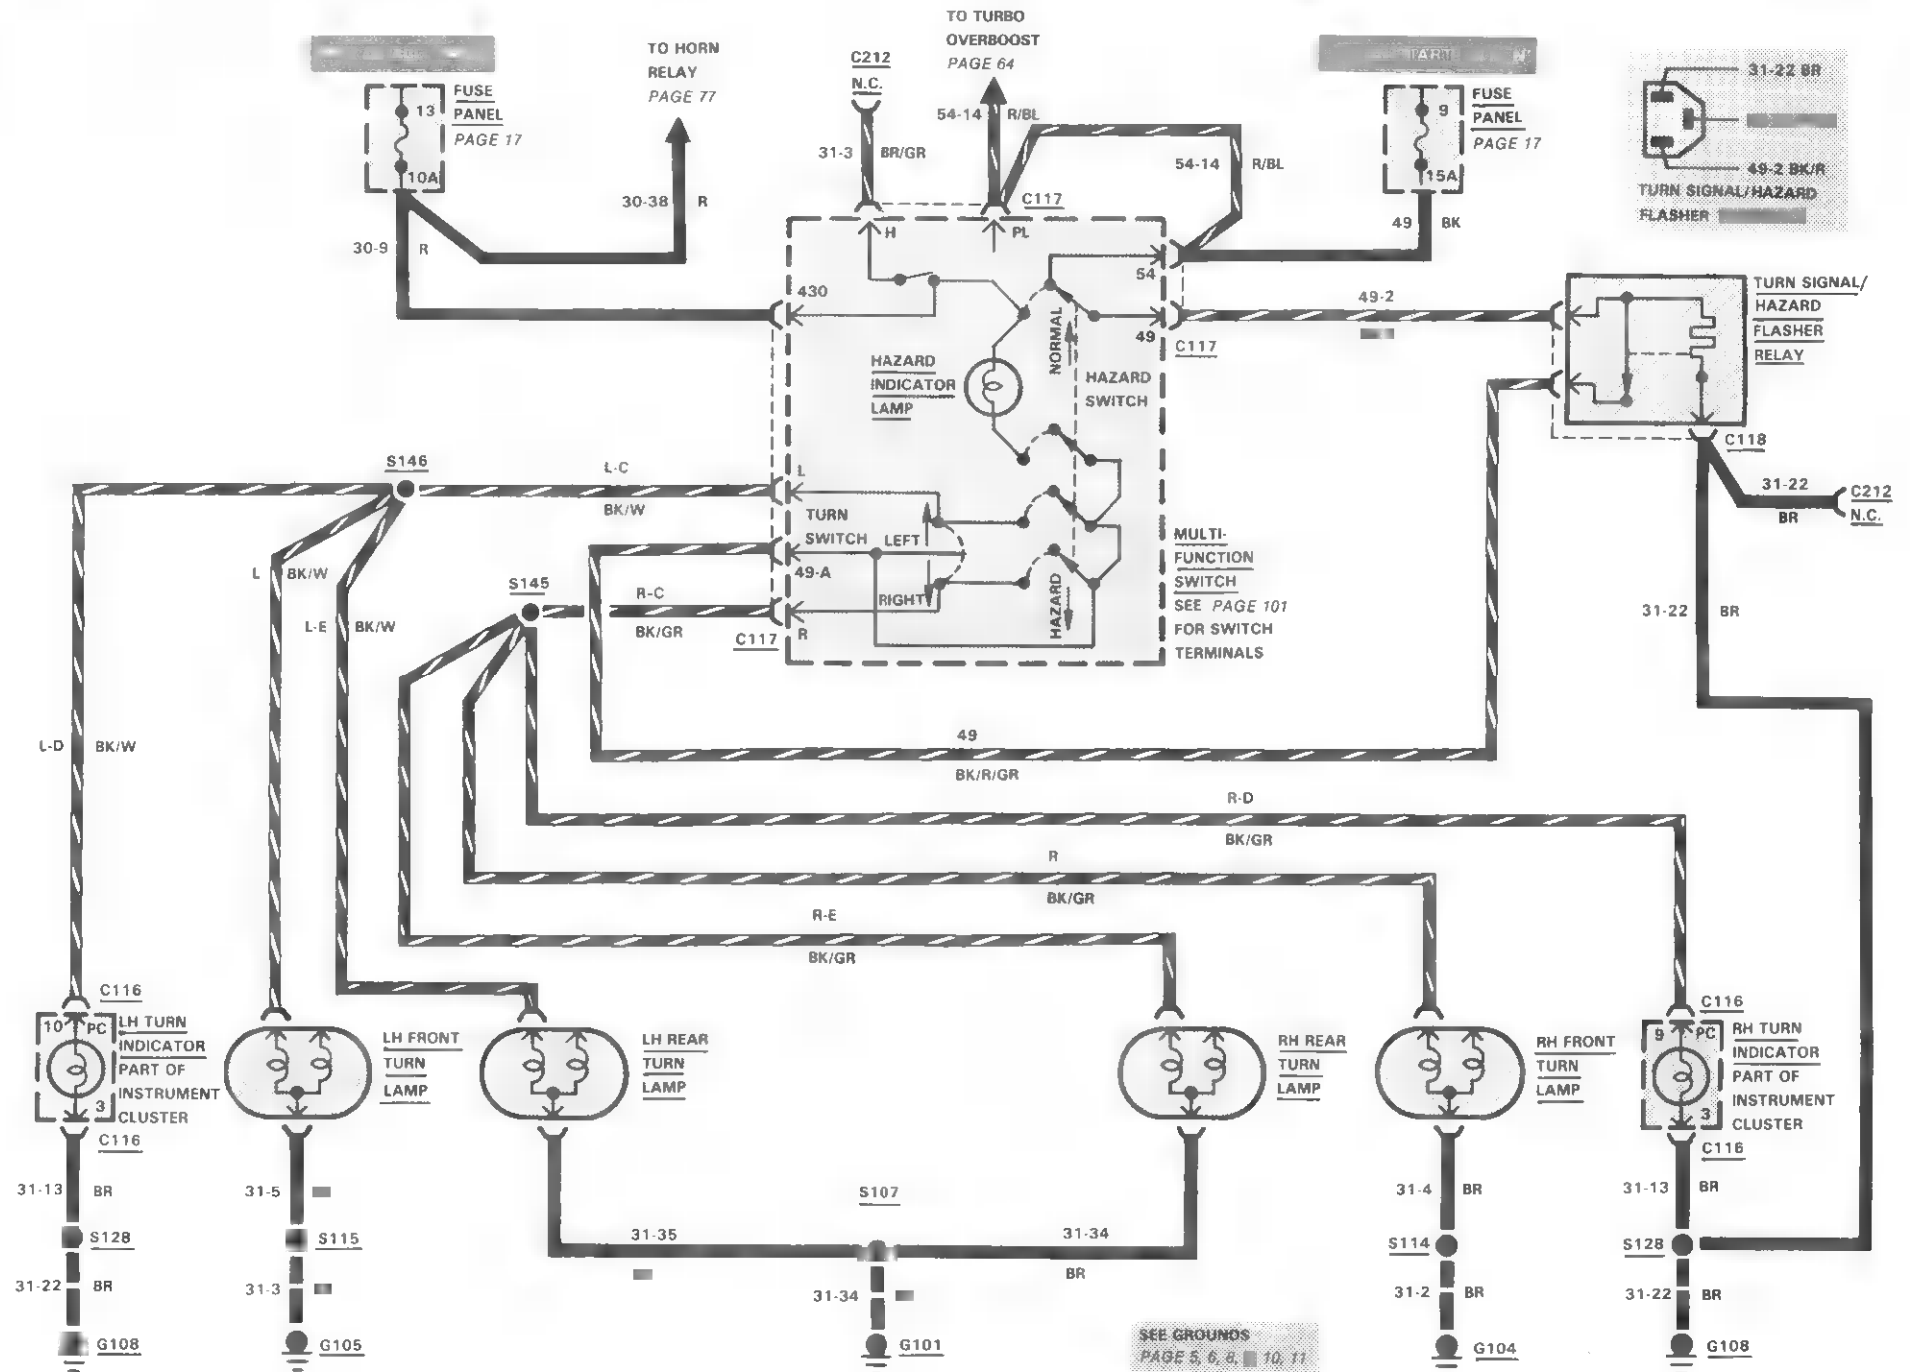 TO TURBO
OVERBOOST
PAGE 64
TO HORN
RELAY
PAGE 77
C212
N.C.
13
10A
FUSE
PANEL
PAGE 17
9
15A
FUSE
PANEL
PAGE 17
31-22 BR
49-2 BK/R
TURN SIGNAL/HAZARD
FLASHER
54-14 R/BL
31-3 BR/GR
54-14 R/BL
30-38 R
C117
30-9 R
49 BK
H
PL
54
430
49
49-2
C117
TURN SIGNAL/
HAZARD
FLASHER
RELAY
HAZARD
INDICATOR
LAMP
NORMAL
HAZARD
SWITCH
C118
31-22
BR
C212
N.C.
S146
L-C
BK/W
L
TURN
SWITCH
LEFT
49-A
RIGHT
HAZARD
R
C117
MULTI-
FUNCTION
SWITCH
SEE PAGE 101
FOR SWITCH
TERMINALS
S145
R-C
BK/GR
L BK/W
L-E BK/W
31-22 BR
L-D BK/W
49
BK/R/GR
R-D
BK/GR
R
BK/GR
R-E
BK/GR
C116
10 PC
3
LH TURN
INDICATOR
PART OF
INSTRUMENT
CLUSTER
C116
LH FRONT
TURN
LAMP
LH REAR
TURN
LAMP
RH REAR
TURN
LAMP
RH FRONT
TURN
LAMP
C116
9 PC
3
RH TURN
INDICATOR
PART OF
INSTRUMENT
CLUSTER
C116
31-13 BR
31-5
S107
31-4 BR
31-13 BR
S128
S115
31-35
31-34
BR
S114
S128
31-22 BR
31-3
31-34
31-2 BR
31-22 BR
G108
G105
G101
SEE GROUNDS
PAGE 5, 6, 8, 10, 11
G104
G108